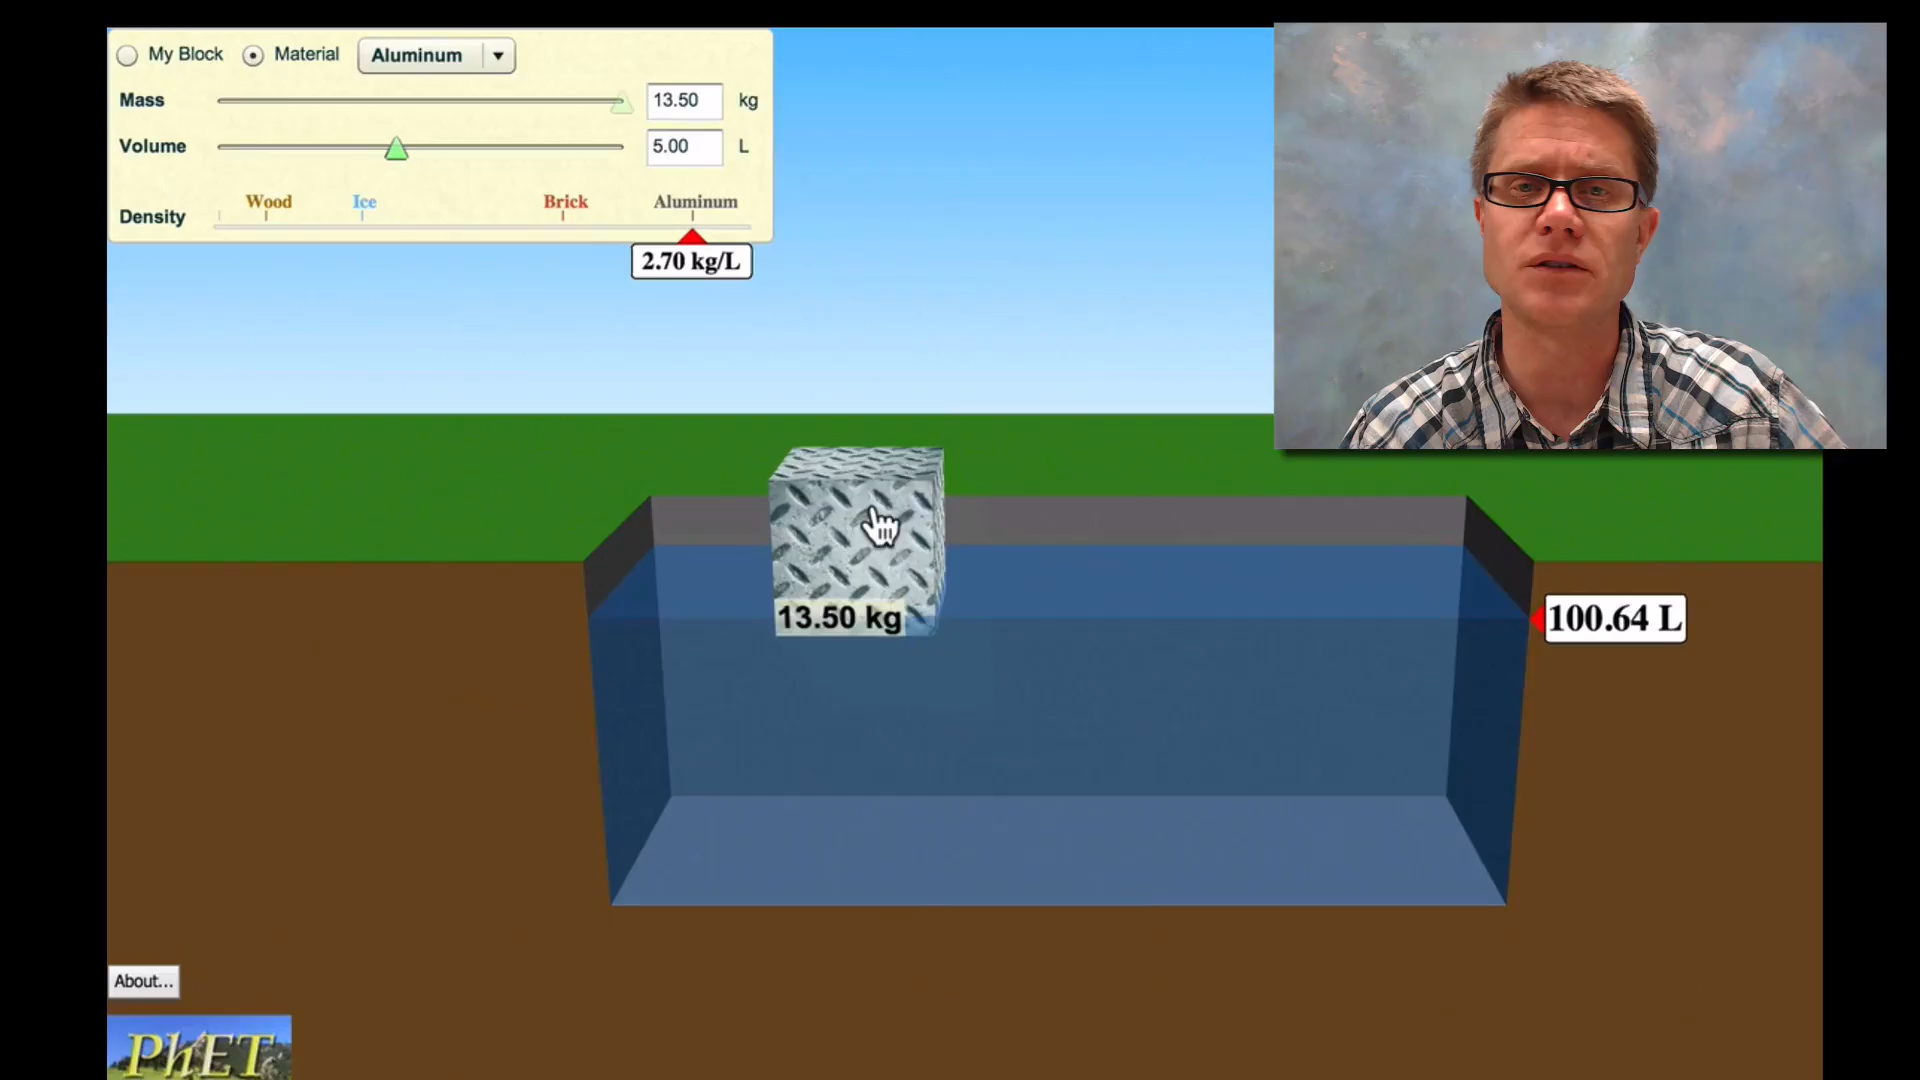 My Block Material Aluminum
Mass 13.50 kg
Volume 5.00 L
Wood Ice Brick Aluminum
Density
2.70 kg/L
13.50 kg
100.64 L
About...
PhET